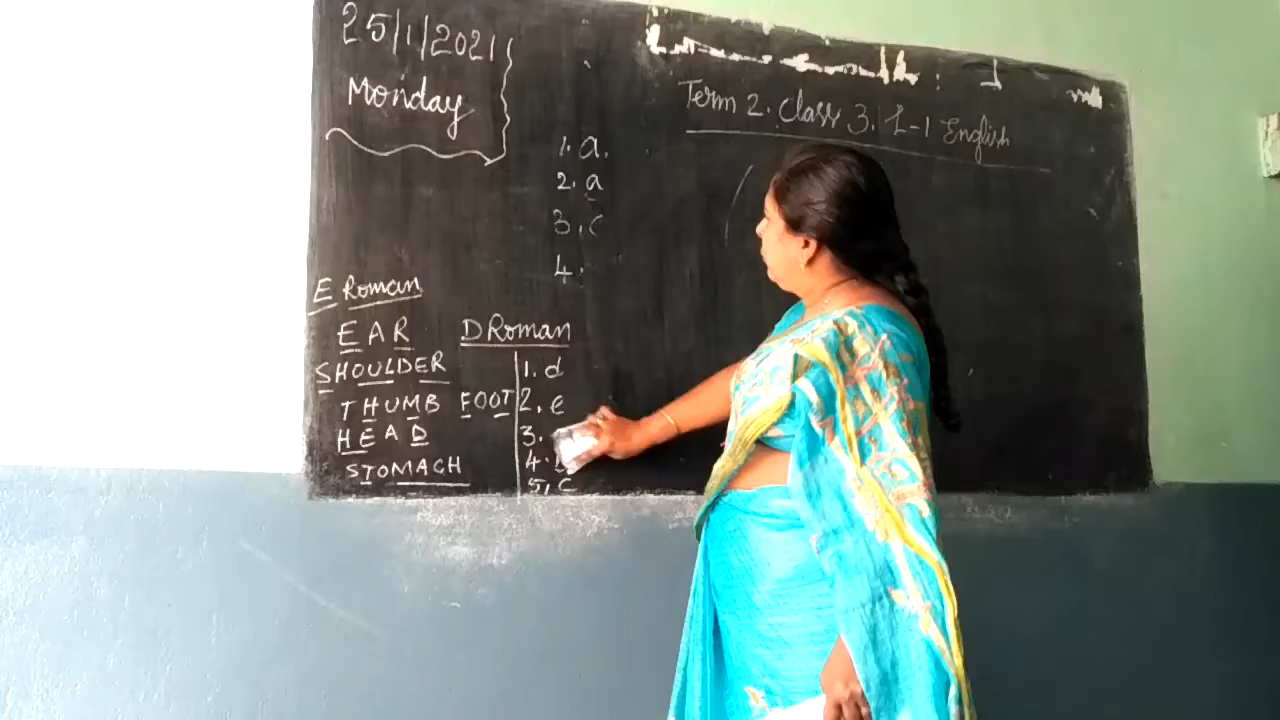 25/1/2021
Monday
Term 2. Class 3. L-1 English
1. a.
2. a
3. c
4.
E Roman
EAR
SHOULDER
THUMB FOOT
HEAD
STOMACH
D Roman
1. d
2. e
3.
4.
5. c